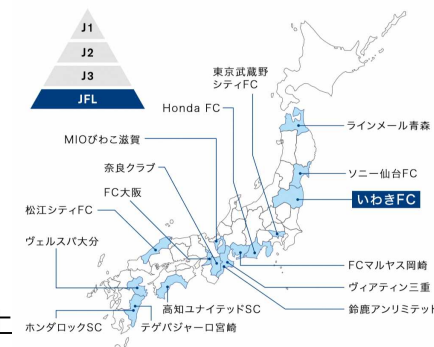 J1
J2
J3
JFL
東京武蔵野
シティFC
Honda FC
MIOびわこ滋賀
奈良クラブ
FC大阪
松江シティFC
ヴェルスパ大分
ラインメール青森
ソニー仙台FC
いわきFC
FCマルヤス岡崎
ヴィアティン三重
鈴鹿アンリミテッド
高知ユナイテッドSC
ホンダロックSC
テゲバジャーロ宮崎